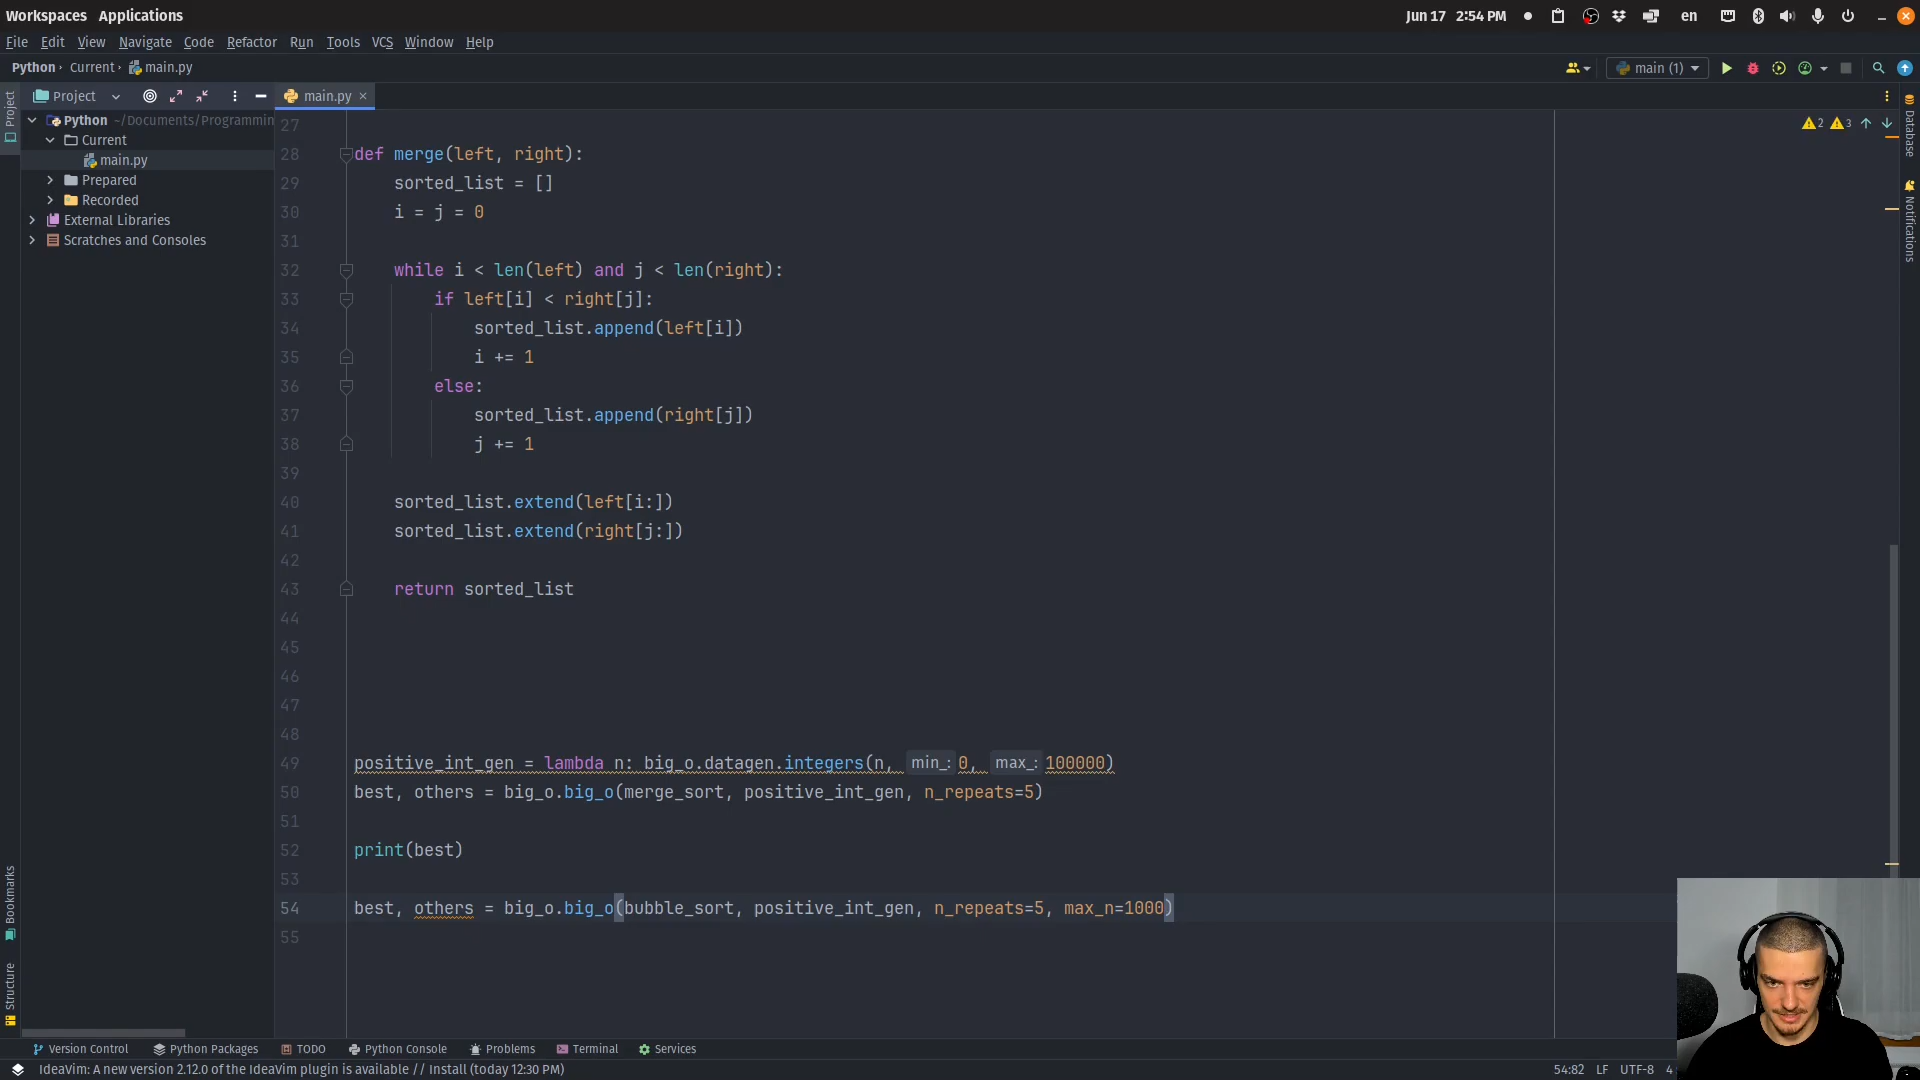 Workspaces Applications
Jun 17 2:54 PM
en
File Edit View Navigate Code Refactor Run Tools VCS Window Help
Python Current main.py
main (1)
Project
main.py
2 3
Python ~/Documents/Programmin
Current
main.py
Prepared
Recorded
External Libraries
Scratches and Consoles
Project
Bookmarks
Structure
Database
Notifications
27
28 def merge(left, right):
29 sorted_list = []
30 i = j = 0
31
32 while i < len(left) and j < len(right):
33 if left[i] < right[j]:
34 sorted_list.append(left[i])
35 i += 1
36 else:
37 sorted_list.append(right[j])
38 j += 1
39
40 sorted_list.extend(left[i:])
41 sorted_list.extend(right[j:])
42
43 return sorted_list
44
45
46
47
48
49 positive_int_gen = lambda n: big_o.datagen.integers(n, min_: 0, max_: 100000)
50 best, others = big_o.big_o(merge_sort, positive_int_gen, n_repeats=5)
51
52 print(best)
53
54 best, others = big_o.big_o(bubble_sort, positive_int_gen, n_repeats=5, max_n=1000)
55
Version Control Python Packages TODO Python Console Problems Terminal Services
IdeaVim: A new version 2.12.0 of the IdeaVim plugin is available // Install (today 12:30 PM)
54:82 LF UTF-8 4